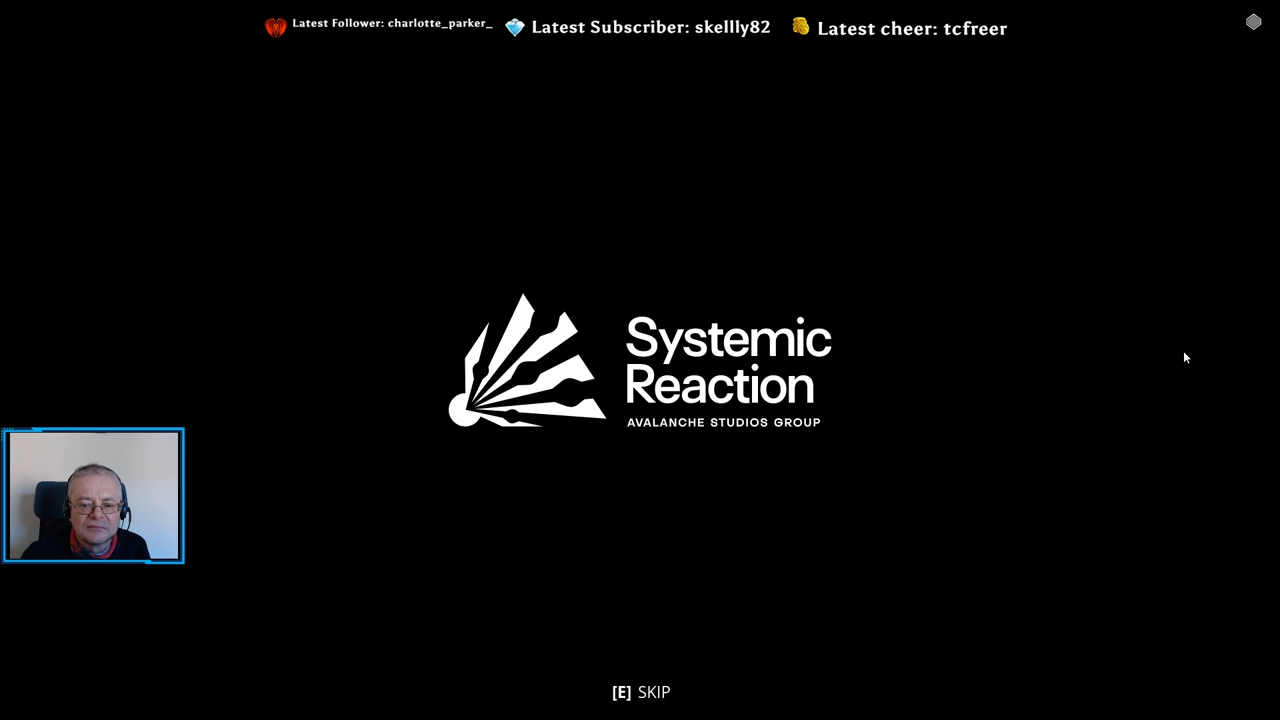 Latest Follower: charlotte_parker_
Latest Subscriber: skellly82
Latest cheer: tcfreer
Systemic
Reaction
AVALANCHE STUDIOS GROUP
[E] SKIP